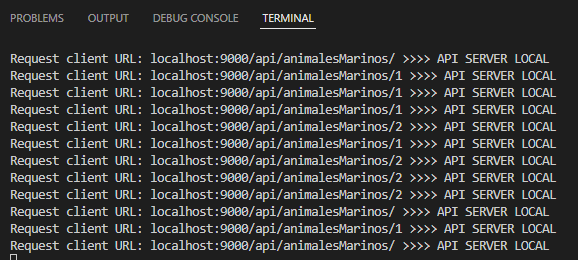 PROBLEMS OUTPUT DEBUG CONSOLE TERMINAL
Request client URL: localhost:9000/api/animalesMarinos/ >>>> API SERVER LOCAL
Request client URL: localhost:9000/api/animalesMarinos/1 >>>> API SERVER LOCAL
Request client URL: localhost:9000/api/animalesMarinos/1 >>>> API SERVER LOCAL
Request client URL: localhost:9000/api/animalesMarinos/1 >>>> API SERVER LOCAL
Request client URL: localhost:9000/api/animalesMarinos/2 >>>> API SERVER LOCAL
Request client URL: localhost:9000/api/animalesMarinos/1 >>>> API SERVER LOCAL
Request client URL: localhost:9000/api/animalesMarinos/2 >>>> API SERVER LOCAL
Request client URL: localhost:9000/api/animalesMarinos/2 >>>> API SERVER LOCAL
Request client URL: localhost:9000/api/animalesMarinos/2 >>>> API SERVER LOCAL
Request client URL: localhost:9000/api/animalesMarinos/ >>>> API SERVER LOCAL
Request client URL: localhost:9000/api/animalesMarinos/1 >>>> API SERVER LOCAL
Request client URL: localhost:9000/api/animalesMarinos/ >>>> API SERVER LOCAL